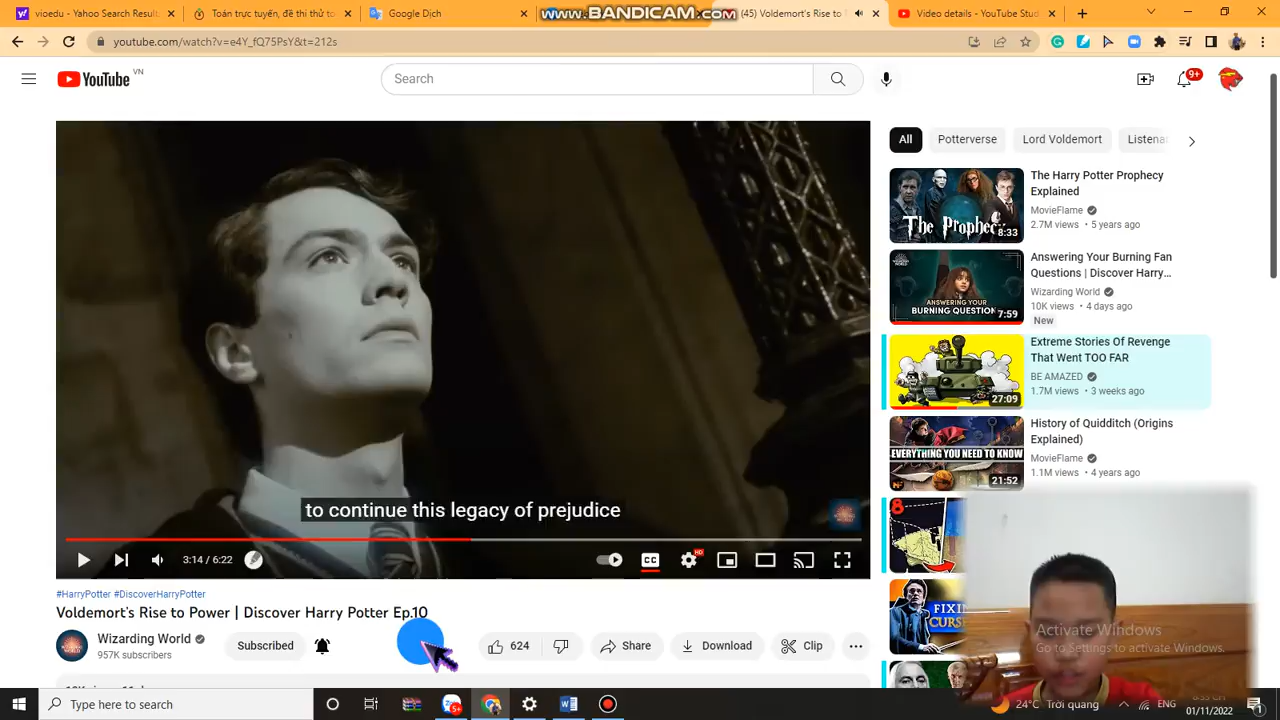 vioedu - Yahoo Search Result
Toán trực tuyến, đề thi thử to
Google Dịch
www.BANDICAM.com
(45) Voldemort's Rise to
Video details - YouTube Stud
youtube.com/watch?v=e4Y_fQ75PsY&t=212s
YouTube VN
Search
9+
All
Potterverse
Lord Voldemort
Listena
The Prophec
8:33
The Harry Potter Prophecy
Explained
MovieFlame
2.7M views • 5 years ago
ANSWERING YOUR
BURNING QUESTION
7:59
Answering Your Burning Fan
Questions | Discover Harry...
Wizarding World
10K views • 4 days ago
New
27:09
Extreme Stories Of Revenge
That Went TOO FAR
BE AMAZED
1.7M views • 3 weeks ago
EVERYTHING YOU NEED TO KNOW
21:52
History of Quidditch (Origins
Explained)
MovieFlame
1.1M views • 4 years ago
8
FIXIN
CURS
to continue this legacy of prejudice
3:14 / 6:22
CC
HD
#HarryPotter #DiscoverHarryPotter
Voldemort's Rise to Power | Discover Harry Potter Ep.10
Wizarding World
957K subscribers
Subscribed
624
Share
Download
Clip
Activate Windows
Go to Settings to activate Windows.
Type here to search
24°C Trời quang
ENG
01/11/2022